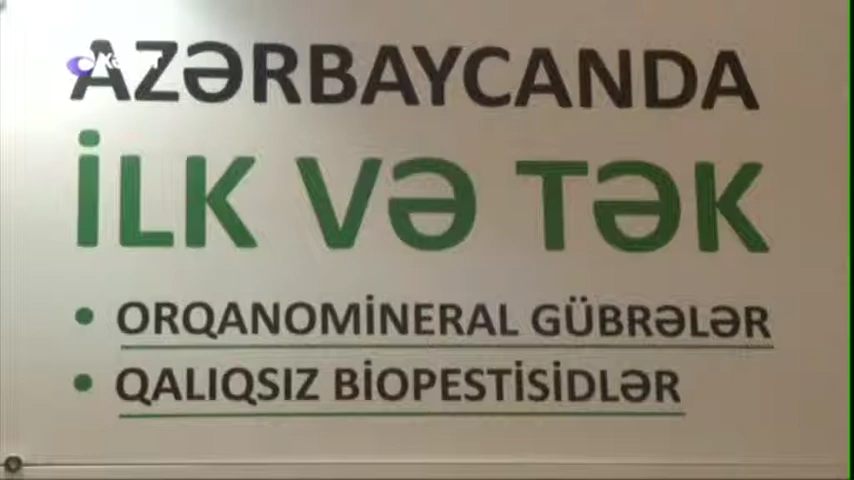 AZƏRBAYCANDA
İLK VƏ TƏK
• ORQANOMİNERAL GÜBRƏLƏR
• QALIQSIZ BİOPESTİSİDLƏR